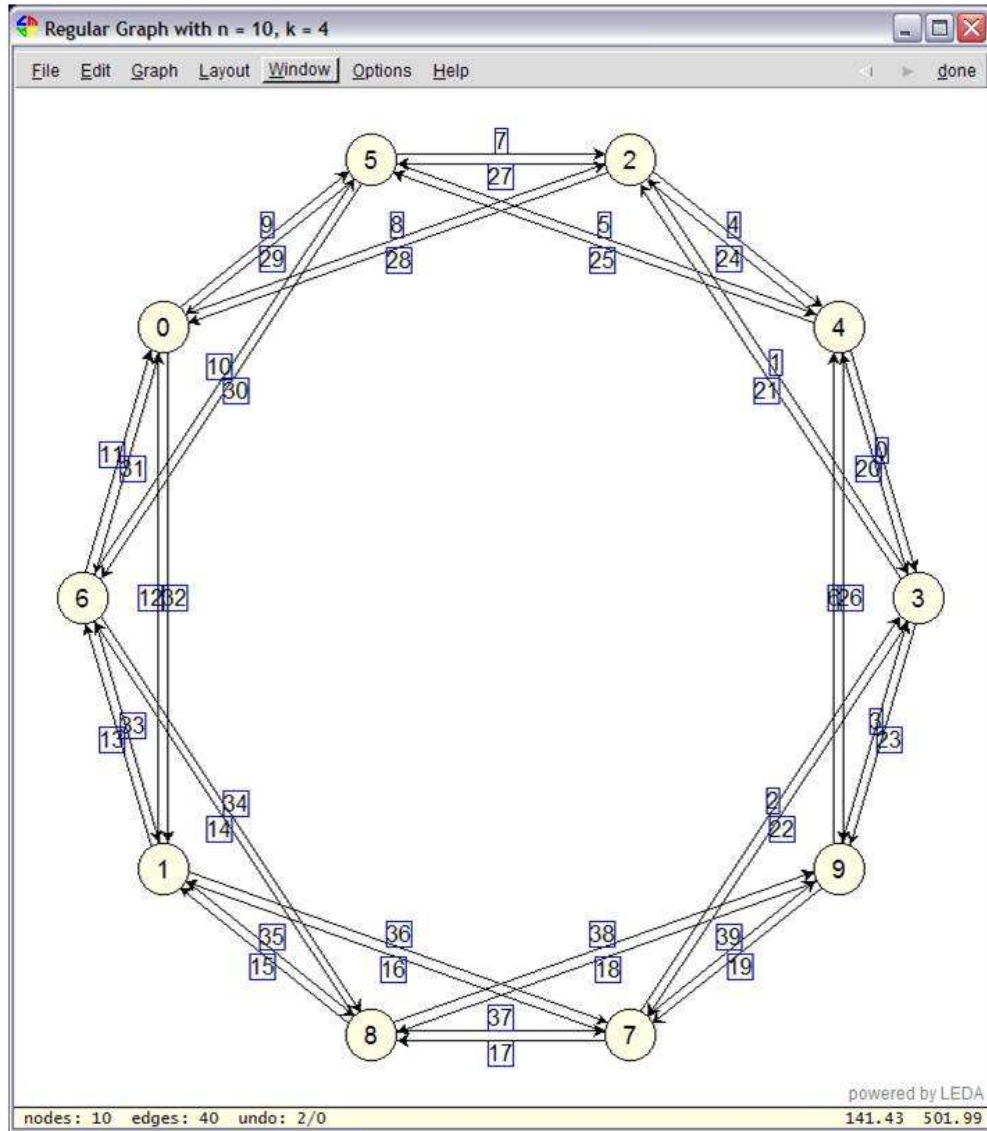 Regular Graph with n = 10, k = 4
File Edit Graph Layout Window Options Help done
7
5 2
27
9 8 5 4
29 28 25 24
0 4
10 1
30 21
11 0
31 20
6 12 32 6 26 3
33 3
13 23
34 2
14 22
1 9
35 36 38 39
15 16 18 19
37
8 7
17
powered by LEDA
nodes: 10 edges: 40 undo: 2/0 141.43 501.99